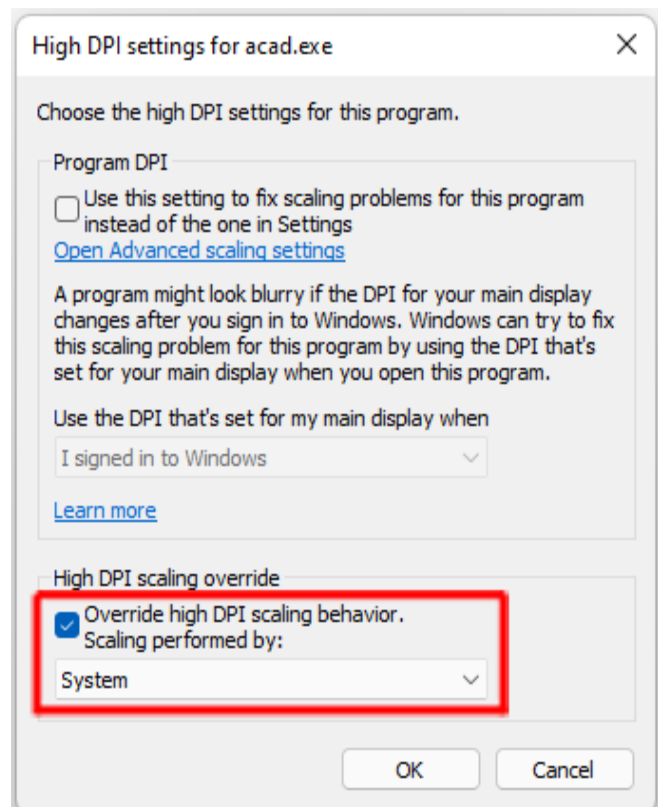 High DPI settings for acad.exe
Choose the high DPI settings for this program.
Program DPI
Use this setting to fix scaling problems for this program
instead of the one in Settings
Open Advanced scaling settings
A program might look blurry if the DPI for your main display
changes after you sign in to Windows. Windows can try to fix
this scaling problem for this program by using the DPI that's
set for your main display when you open this program.
Use the DPI that's set for my main display when
I signed in to Windows
Learn more
High DPI scaling override
Override high DPI scaling behavior.
Scaling performed by:
System
OK
Cancel